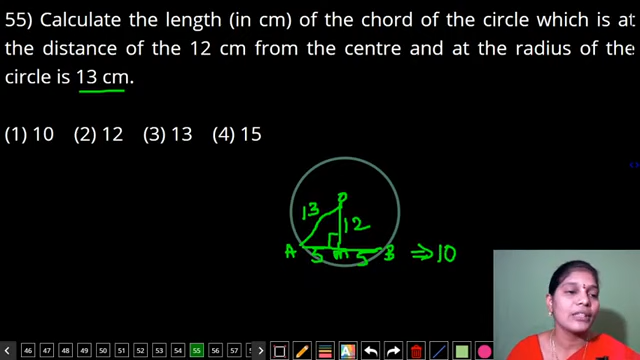 55) Calculate the length (in cm) of the chord of the circle which is at
the distance of the 12 cm from the centre and at the radius of the
circle is 13 cm.
(1) 10 (2) 12 (3) 13 (4) 15
O
13
12
A M B ⇒10
5 5
46 47 48 49 50 51 52 53 54 55 56 57